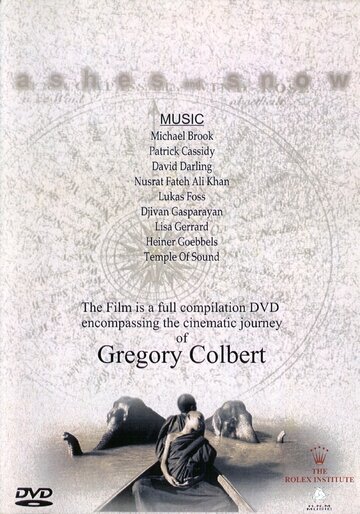 ashes and snow
MUSIC
Michael Brook
Patrick Cassidy
David Darling
Nusrat Fateh Ali Khan
Lukas Foss
Djivan Gasparayan
Lisa Gerrard
Heiner Goebbels
Temple Of Sound
The Film is a full compilation DVD
encompassing the cinematic journey
of
Gregory Colbert
THE
ROLEX INSTITUTE
DVD